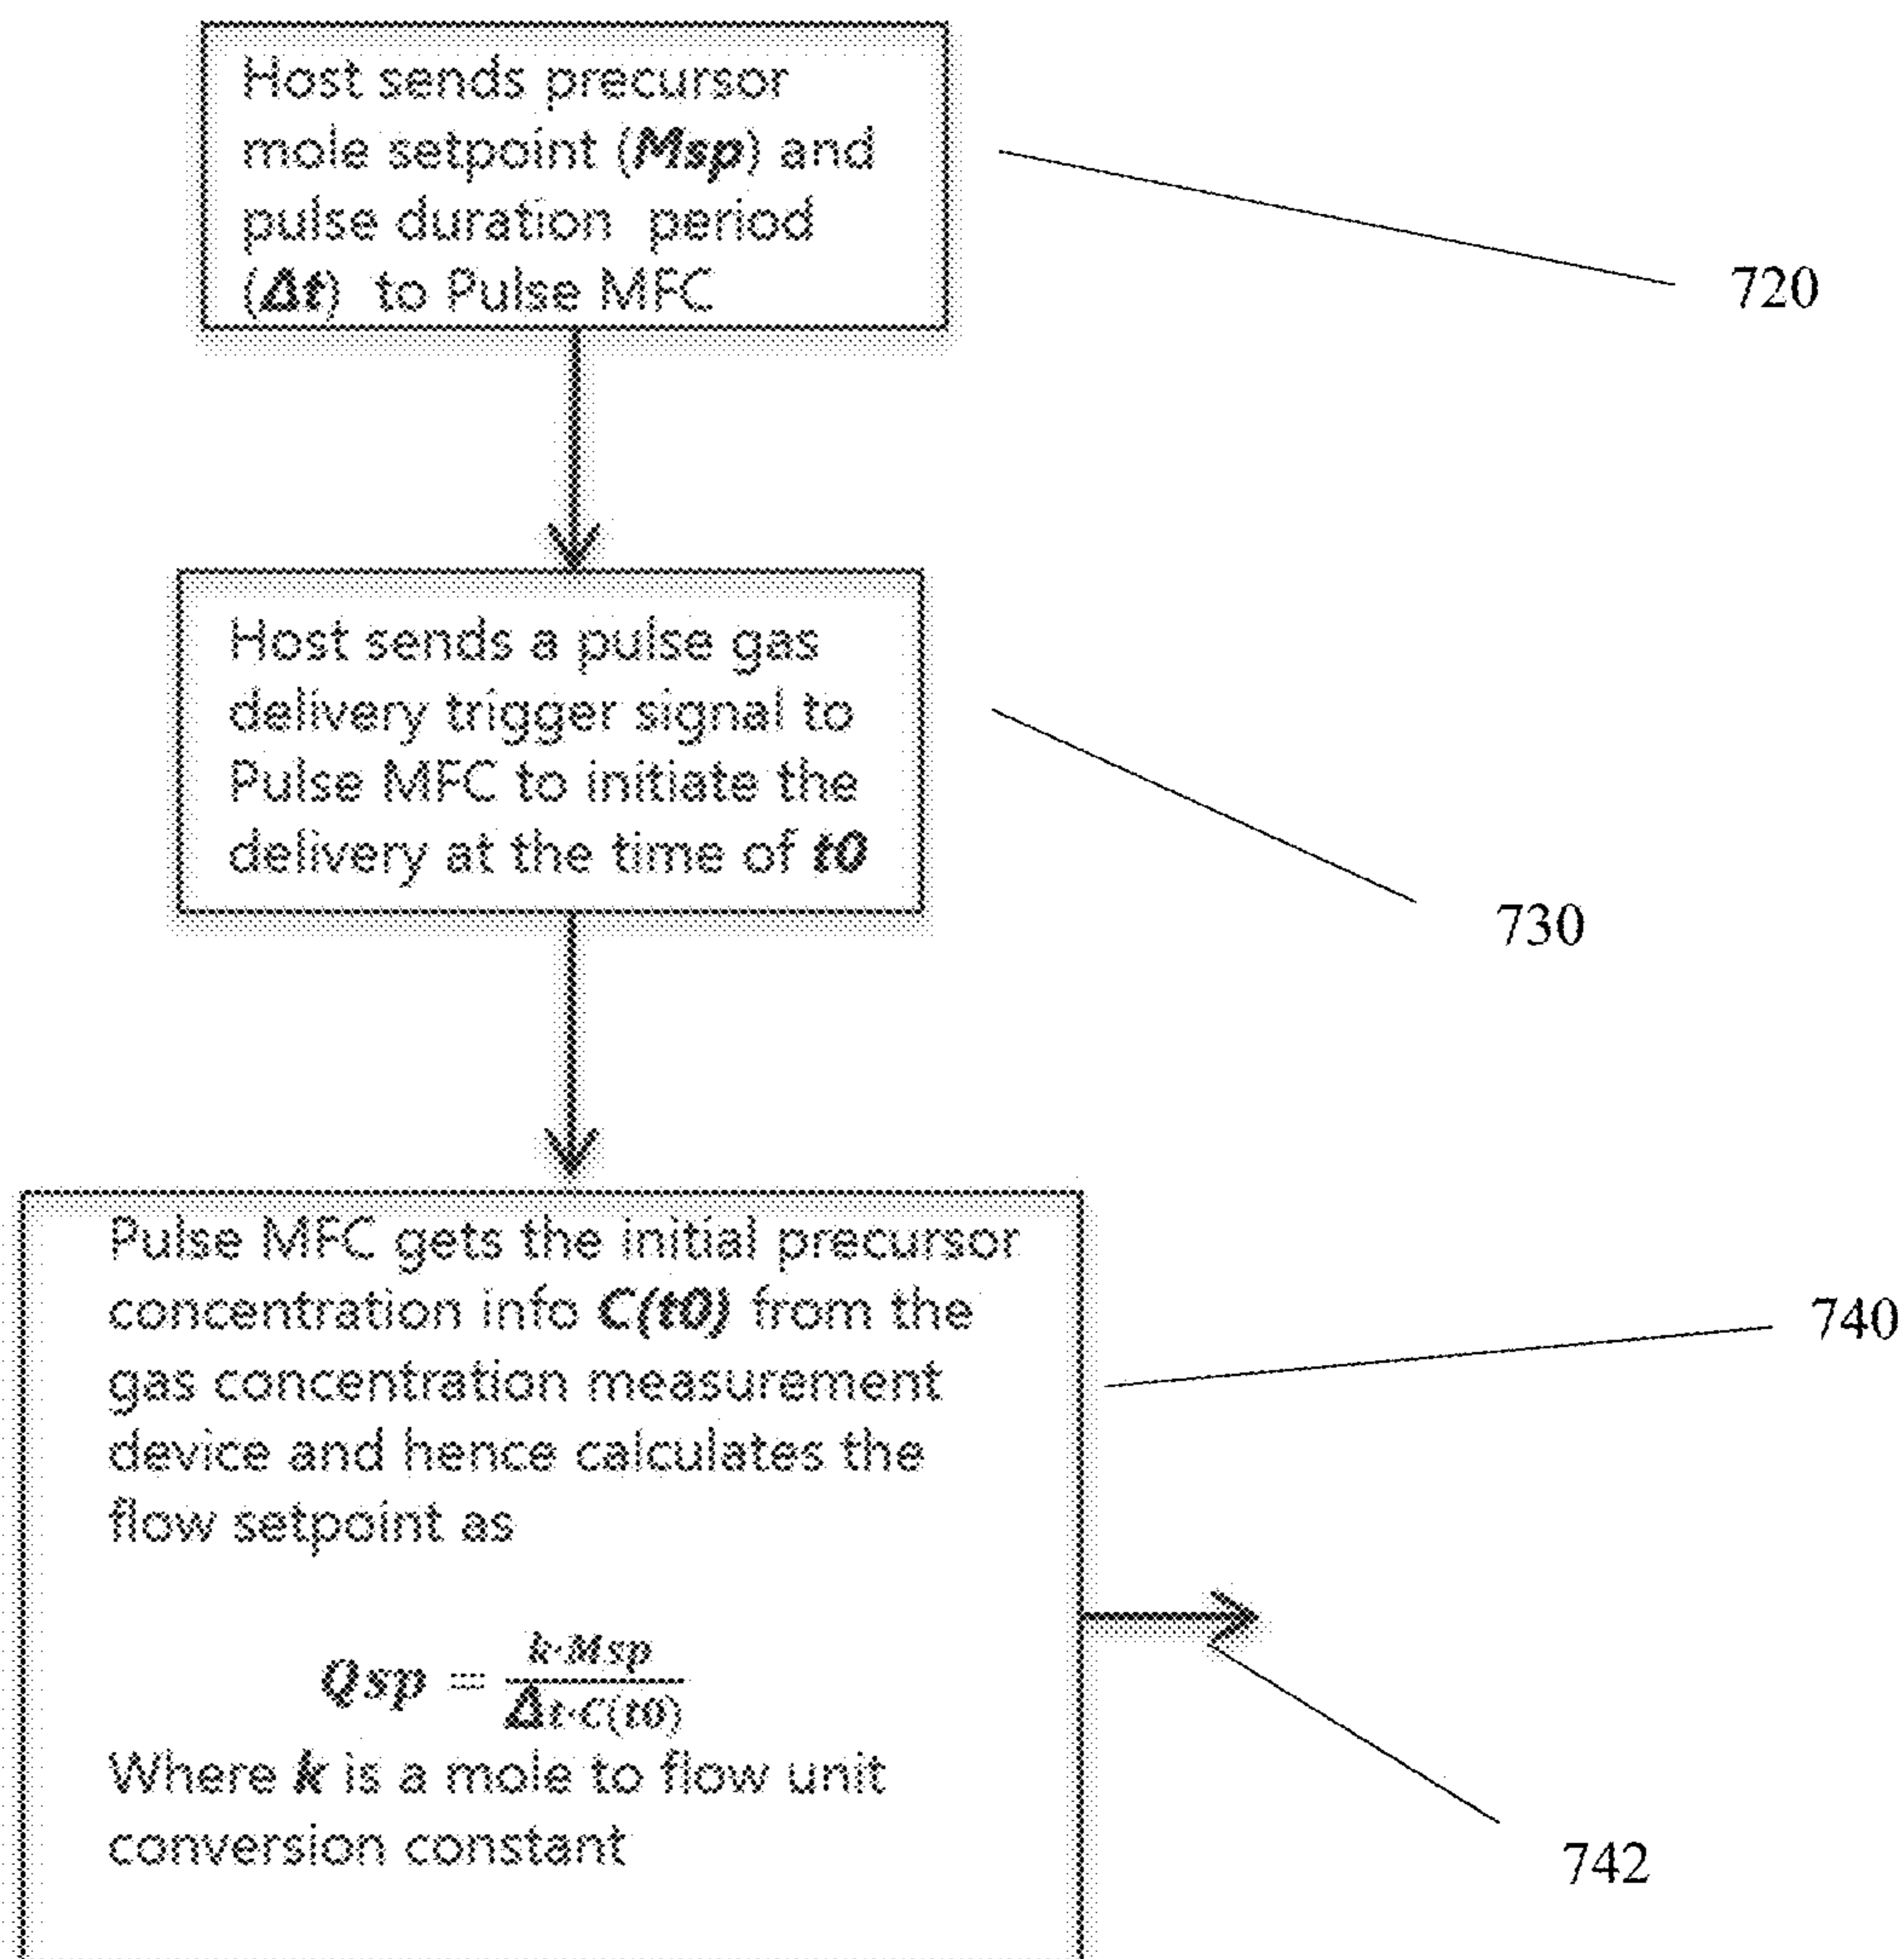 Host sends precursor
mole setpoint (Msp) and
pulse duration period
(Δt) to Pulse MFC
720
Host sends a pulse gas
delivery trigger signal to
Pulse MFC to initiate the
delivery at the time of t0
730
Pulse MFC gets the initial precursor
concentration info C(t0) from the
gas concentration measurement
device and hence calculates the
flow setpoint as
740
Qsp = k·Msp / Δt·C(t0)
Where k is a mole to flow unit
conversion constant
742